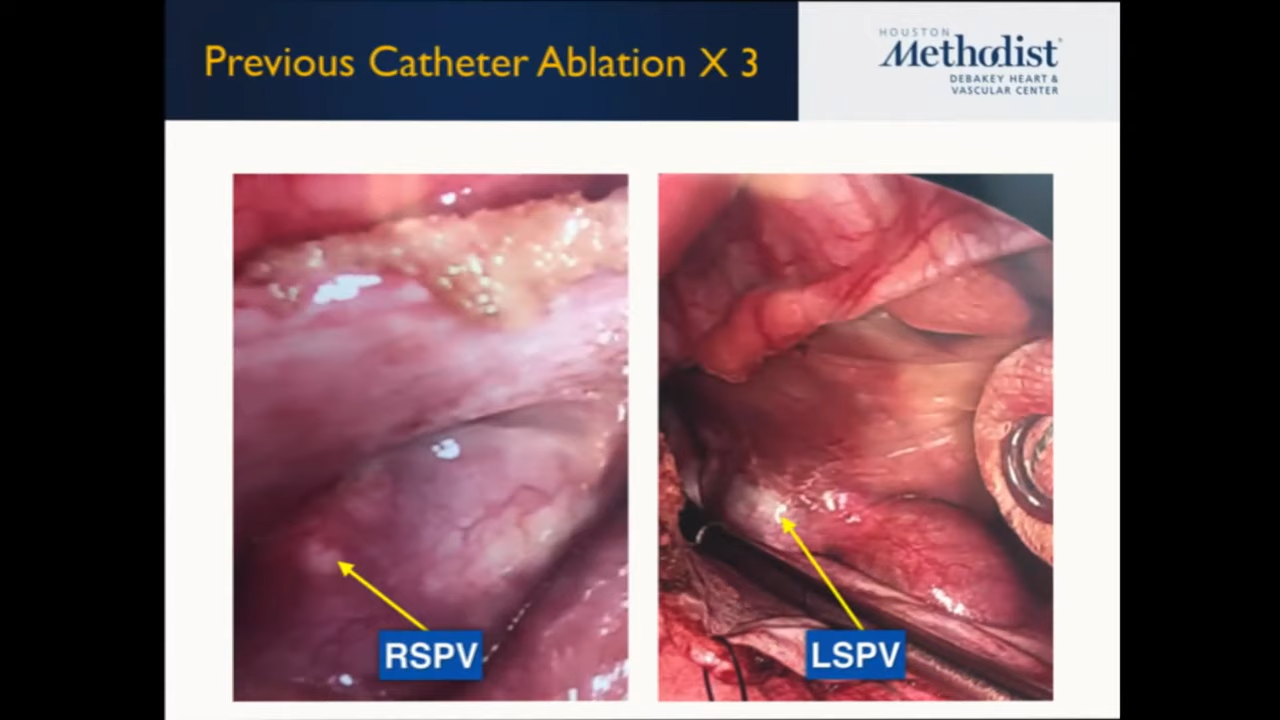 Previous Catheter Ablation X 3
HOUSTON
Methodist
DEBAKEY HEART &
VASCULAR CENTER
RSPV
LSPV